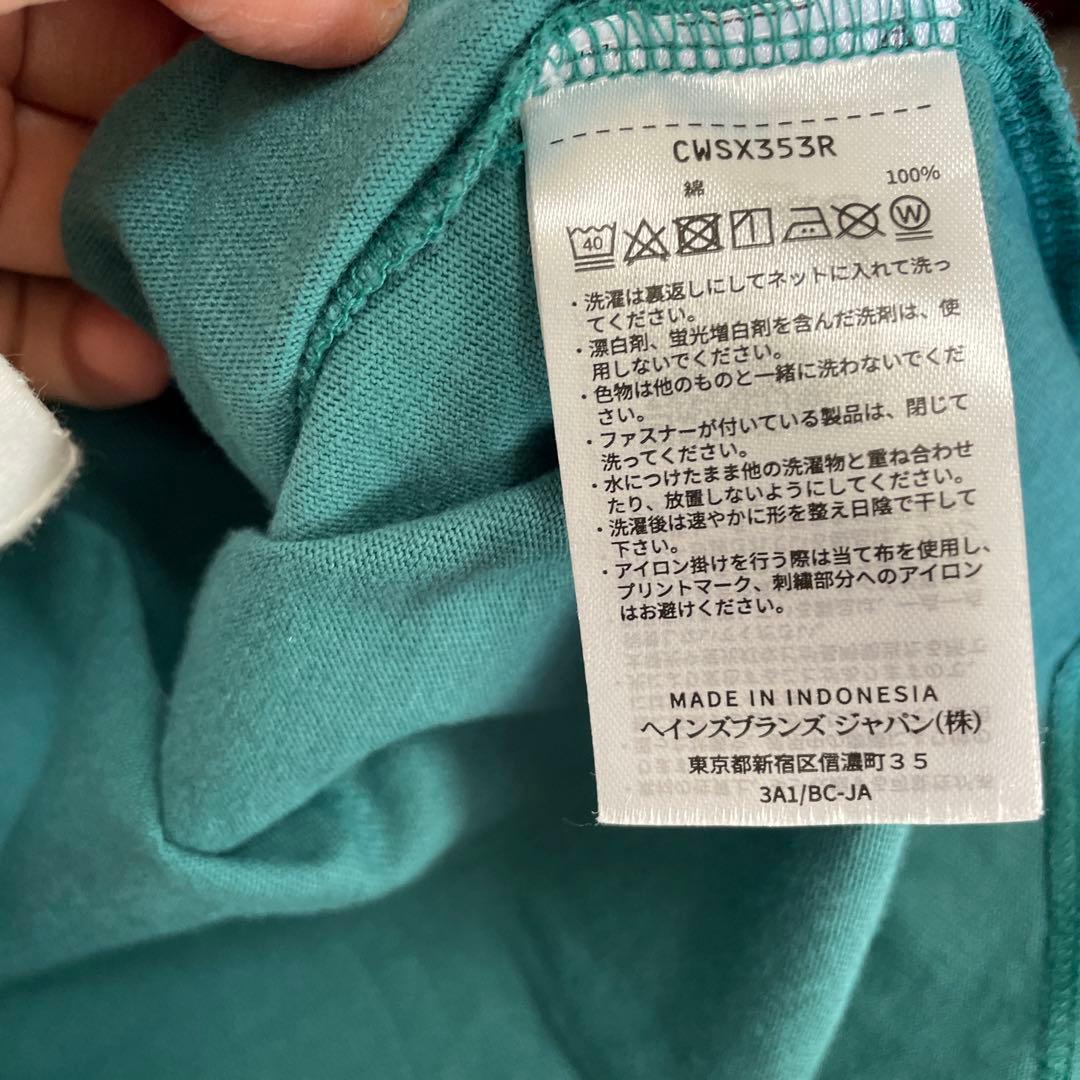 CWSX353R
綿 100%
40 W
・洗濯は裏返しにしてネットに入れて洗っ
てください。
・漂白剤、蛍光増白剤を含んだ洗剤は、使
用しないでください。
・色物は他のものと一緒に洗わないでくだ
さい。
・ファスナーが付いている製品は、閉じて
洗ってください。
・水につけたまま他の洗濯物と重ね合わせ
たり、放置しないようにしてください。
・洗濯後は速やかに形を整え日陰で干して
下さい。
・アイロン掛けを行う際は当て布を使用し、
プリントマーク、刺繍部分へのアイロン
はお避けください。
MADE IN INDONESIA
ヘインズブランズ ジャパン(株)
東京都新宿区信濃町３５
3A1/BC-JA